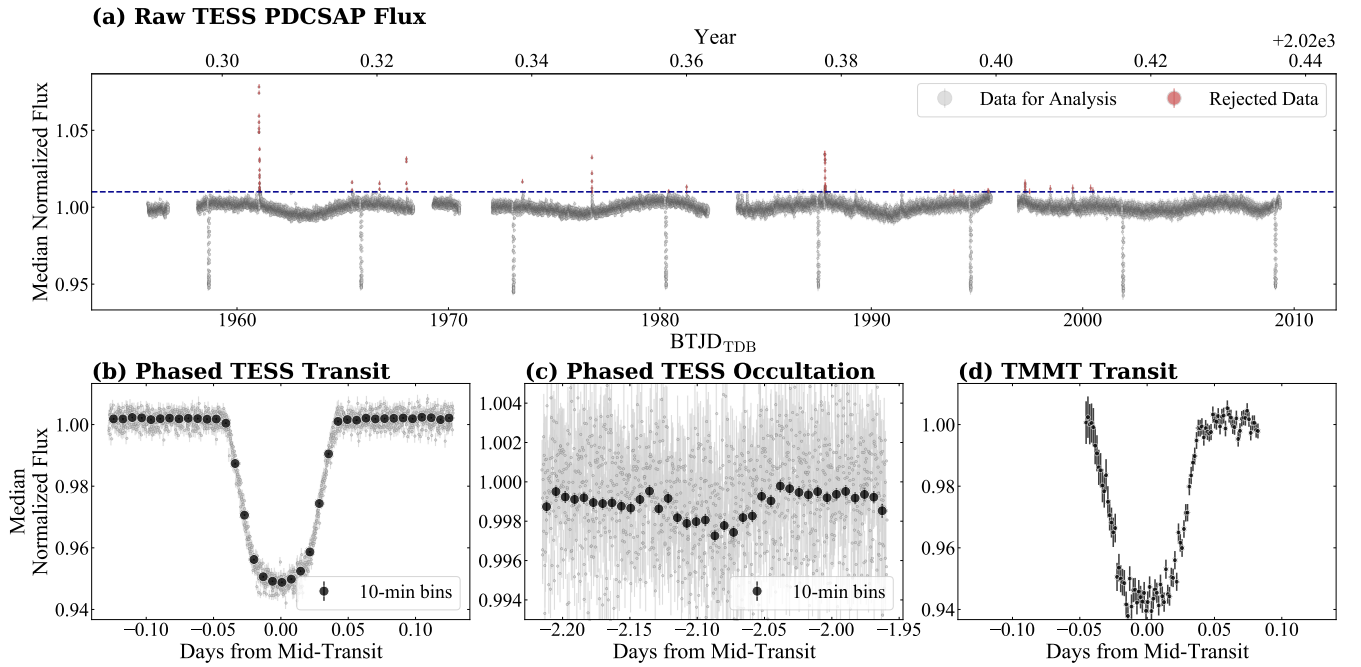 (a) Raw TESS PDCSAP Flux
Year
+2.02e3
0.30 0.32 0.34 0.36 0.38 0.40 0.42 0.44
Median Normalized Flux
1.05
1.00
0.95
Data for Analysis
Rejected Data
1960 1970 1980 1990 2000 2010
BTJD_TDB
(b) Phased TESS Transit
Median
Normalized Flux
1.00
0.98
0.96
0.94
10-min bins
−0.10 −0.05 0.00 0.05 0.10
Days from Mid-Transit
(c) Phased TESS Occultation
1.004
1.002
1.000
0.998
0.996
0.994
10-min bins
−2.20 −2.15 −2.10 −2.05 −2.00 −1.95
Days from Mid-Transit
(d) TMMT Transit
1.00
0.98
0.96
0.94
−0.10 −0.05 0.00 0.05 0.10
Days from Mid-Transit